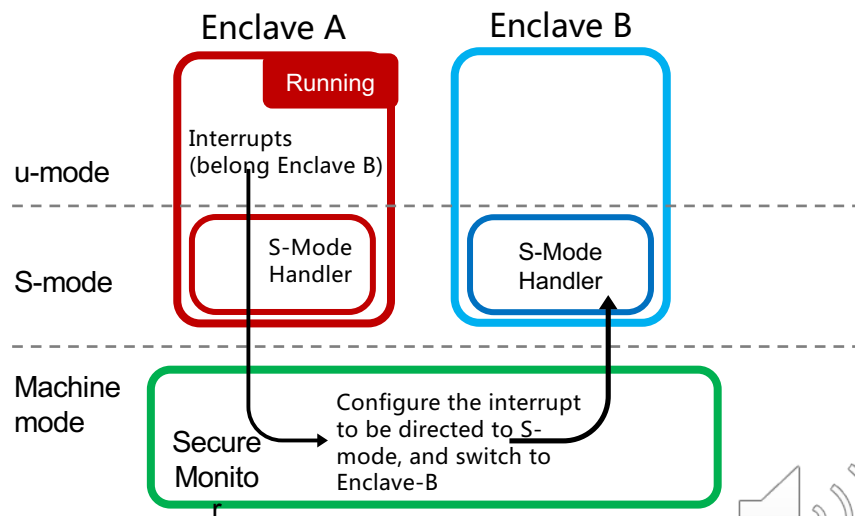 Enclave A
Enclave B
Running
Interrupts
(belong Enclave B)
u-mode
S-Mode
Handler
S-Mode
Handler
S-mode
Machine
mode
Configure the interrupt
to be directed to S-
mode, and switch to
Enclave-B
Secure
Monito
r